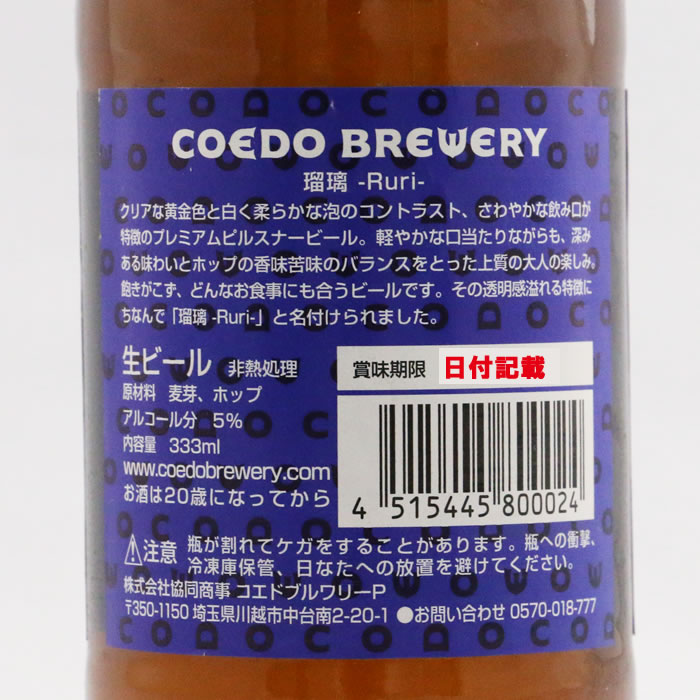 COEDO BREWERY
瑠璃 -Ruri-
クリアな黄金色と白く柔らかな泡のコントラスト、さわやかな飲み口が
特徴のプレミアムピルスナービール。軽やかな口当たりながらも、深み
ある味わいとホップの香味苦味のバランスをとった上質の大人の楽しみ。
飽きがこず、どんなお食事にも合うビールです。その透明感溢れる特徴に
ちなんで「瑠璃 -Ruri-」と名付けられました。
生ビール 非熱処理
原材料 麦芽、ホップ
アルコール分 5%
内容量 333ml
www.coedobrewery.com
お酒は20歳になってから
賞味期限 日付記載
4 515445 800024
注意 瓶が割れてケガをすることがあります。瓶への衝撃、
冷凍庫保管、日なたへの放置を避けてください。
株式会社協同商事 コエドブルワリーP
〒350-1150 埼玉県川越市中台南2-20-1 ●お問い合わせ 0570-018-777